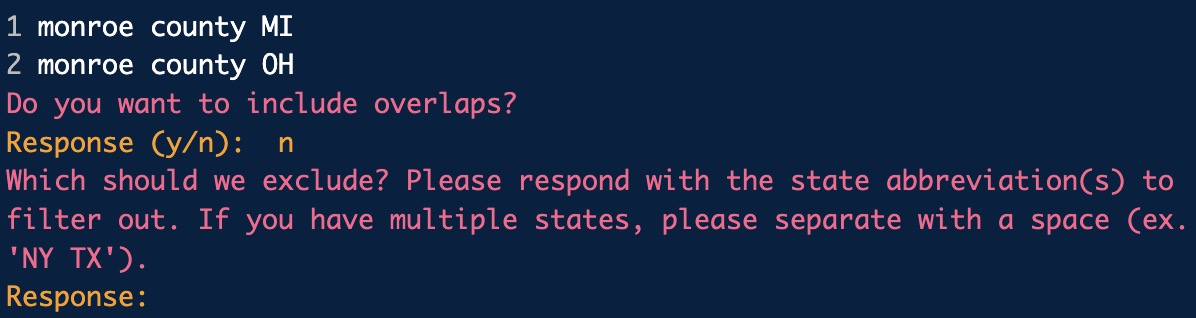 1 monroe county MI
2 monroe county OH
Do you want to include overlaps?
Response (y/n):  n
Which should we exclude? Please respond with the state abbreviation(s) to
filter out. If you have multiple states, please separate with a space (ex.
'NY TX').
Response: